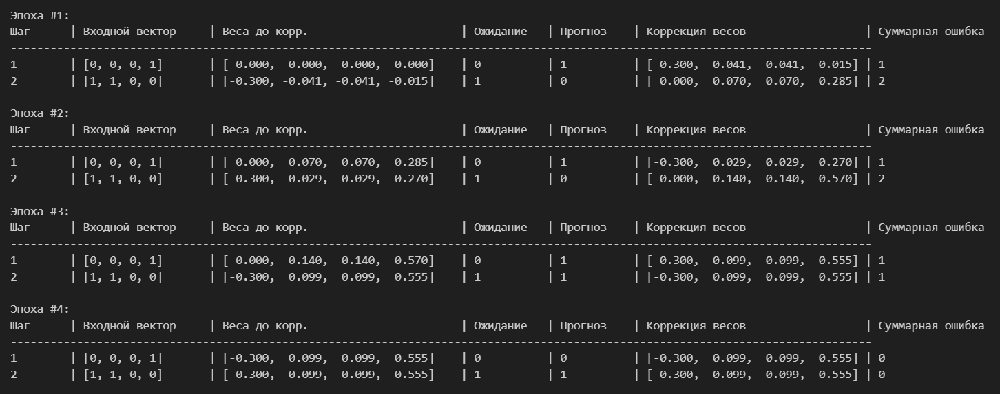 Эпоха #1:
Шаг | Входной вектор | Веса до корр. | Ожидание | Прогноз | Коррекция весов | Суммарная ошибка
---------------------------------------------------------------------------------------------------------------------------------
1 | [0, 0, 0, 1] | [ 0.000, 0.000, 0.000, 0.000] | 0 | 1 | [-0.300, -0.041, -0.041, -0.015] | 1
2 | [1, 1, 0, 0] | [-0.300, -0.041, -0.041, -0.015] | 1 | 0 | [ 0.000, 0.070, 0.070, 0.285] | 2
Эпоха #2:
Шаг | Входной вектор | Веса до корр. | Ожидание | Прогноз | Коррекция весов | Суммарная ошибка
---------------------------------------------------------------------------------------------------------------------------------
1 | [0, 0, 0, 1] | [ 0.000, 0.070, 0.070, 0.285] | 0 | 1 | [-0.300, 0.029, 0.029, 0.270] | 1
2 | [1, 1, 0, 0] | [-0.300, 0.029, 0.029, 0.270] | 1 | 0 | [ 0.000, 0.140, 0.140, 0.570] | 2
Эпоха #3:
Шаг | Входной вектор | Веса до корр. | Ожидание | Прогноз | Коррекция весов | Суммарная ошибка
---------------------------------------------------------------------------------------------------------------------------------
1 | [0, 0, 0, 1] | [ 0.000, 0.140, 0.140, 0.570] | 0 | 1 | [-0.300, 0.099, 0.099, 0.555] | 1
2 | [1, 1, 0, 0] | [-0.300, 0.099, 0.099, 0.555] | 1 | 1 | [-0.300, 0.099, 0.099, 0.555] | 1
Эпоха #4:
Шаг | Входной вектор | Веса до корр. | Ожидание | Прогноз | Коррекция весов | Суммарная ошибка
---------------------------------------------------------------------------------------------------------------------------------
1 | [0, 0, 0, 1] | [-0.300, 0.099, 0.099, 0.555] | 0 | 0 | [-0.300, 0.099, 0.099, 0.555] | 0
2 | [1, 1, 0, 0] | [-0.300, 0.099, 0.099, 0.555] | 1 | 1 | [-0.300, 0.099, 0.099, 0.555] | 0